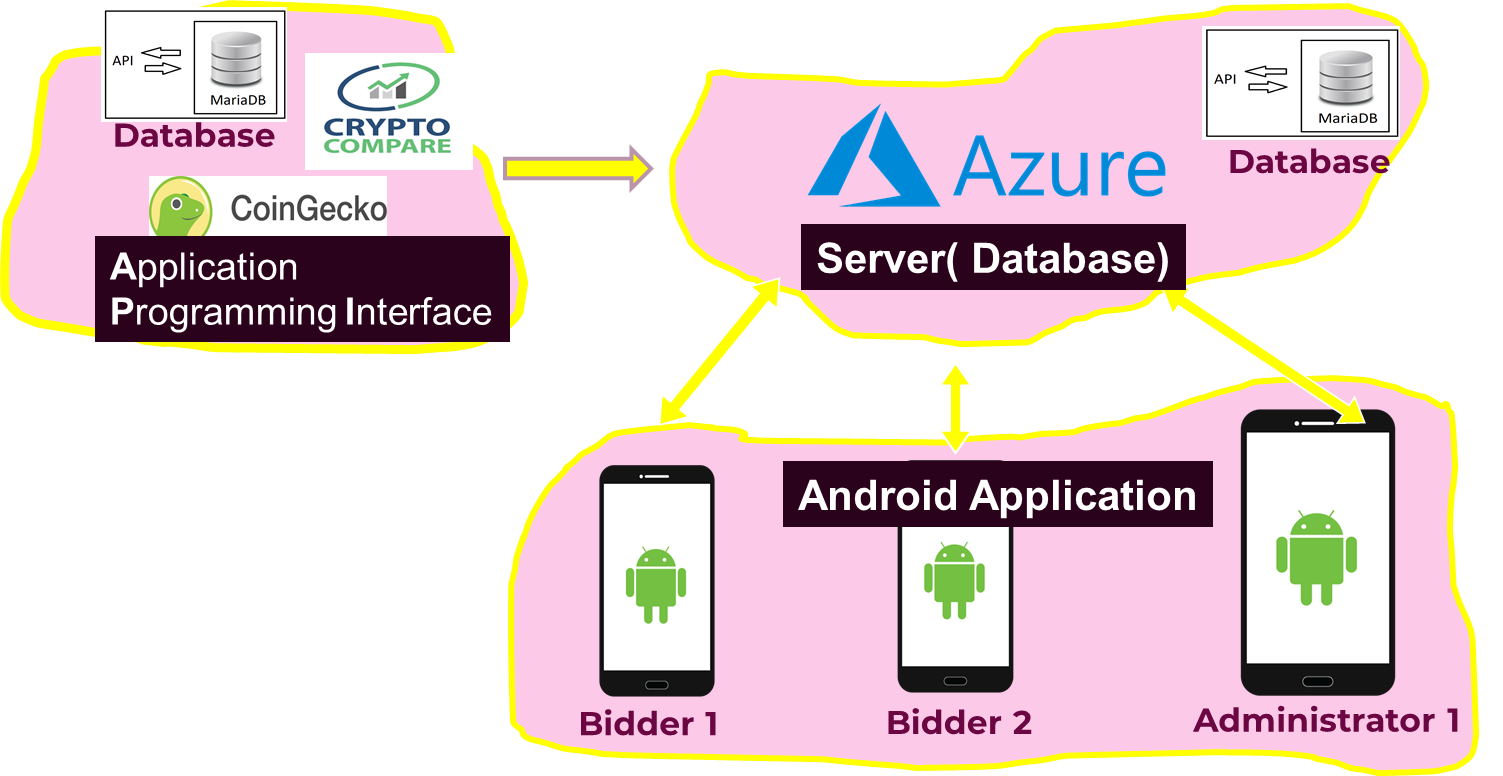 API
MariaDB
Database
CRYPTO
COMPARE
CoinGecko
Application
Programming Interface
Azure
API
MariaDB
Database
Server( Database)
Android Application
Bidder 1
Bidder 2
Administrator 1